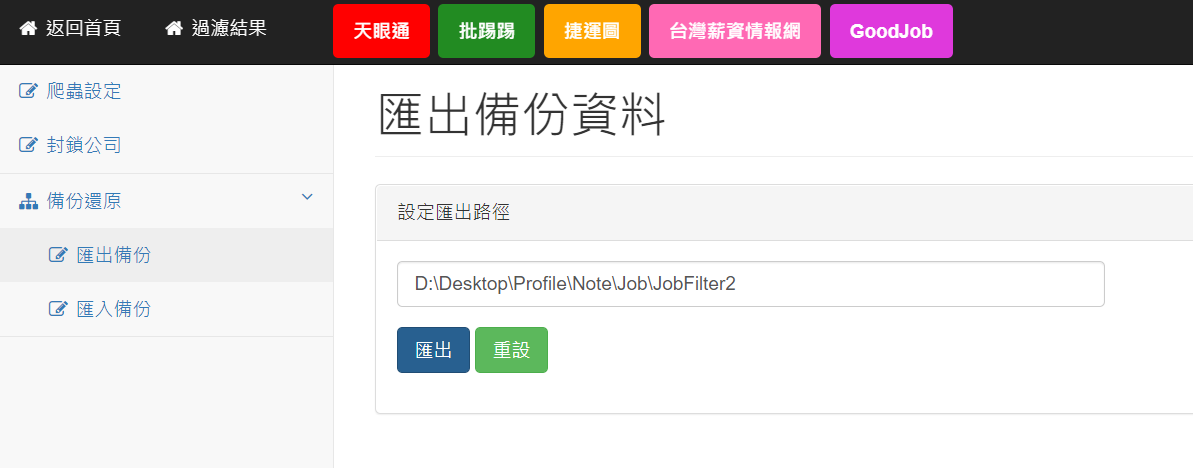 返回首頁 過濾結果 天眼通 批踢踢 捷運圖 台灣薪資情報網 GoodJob
爬蟲設定
封鎖公司
備份還原
匯出備份
匯入備份
匯出備份資料
設定匯出路徑
D:\Desktop\Profile\Note\Job\JobFilter2
匯出 重設